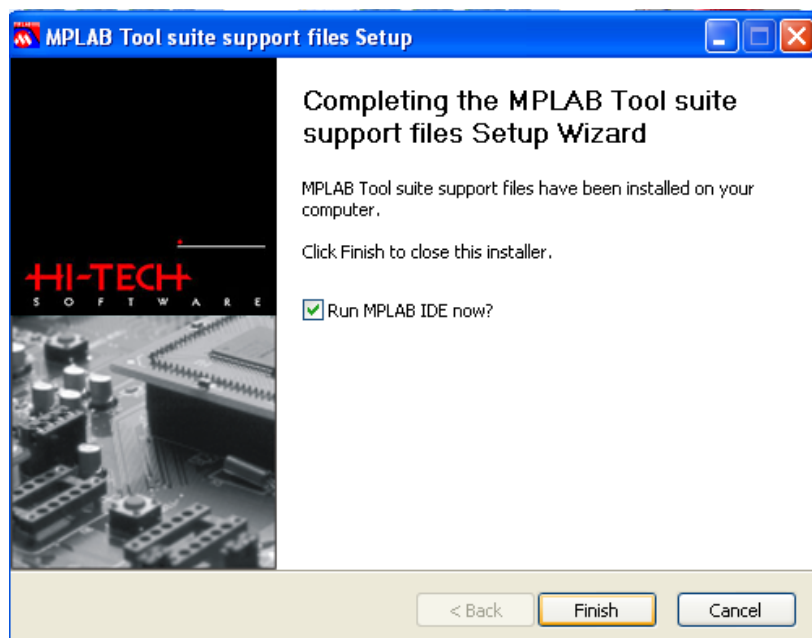 MPLAB Tool suite support files Setup
Completing the MPLAB Tool suite
support files Setup Wizard
MPLAB Tool suite support files have been installed on your
computer.
Click Finish to close this installer.
HI-TECH
SOFTWARE
Run MPLAB IDE now?
< Back
Finish
Cancel